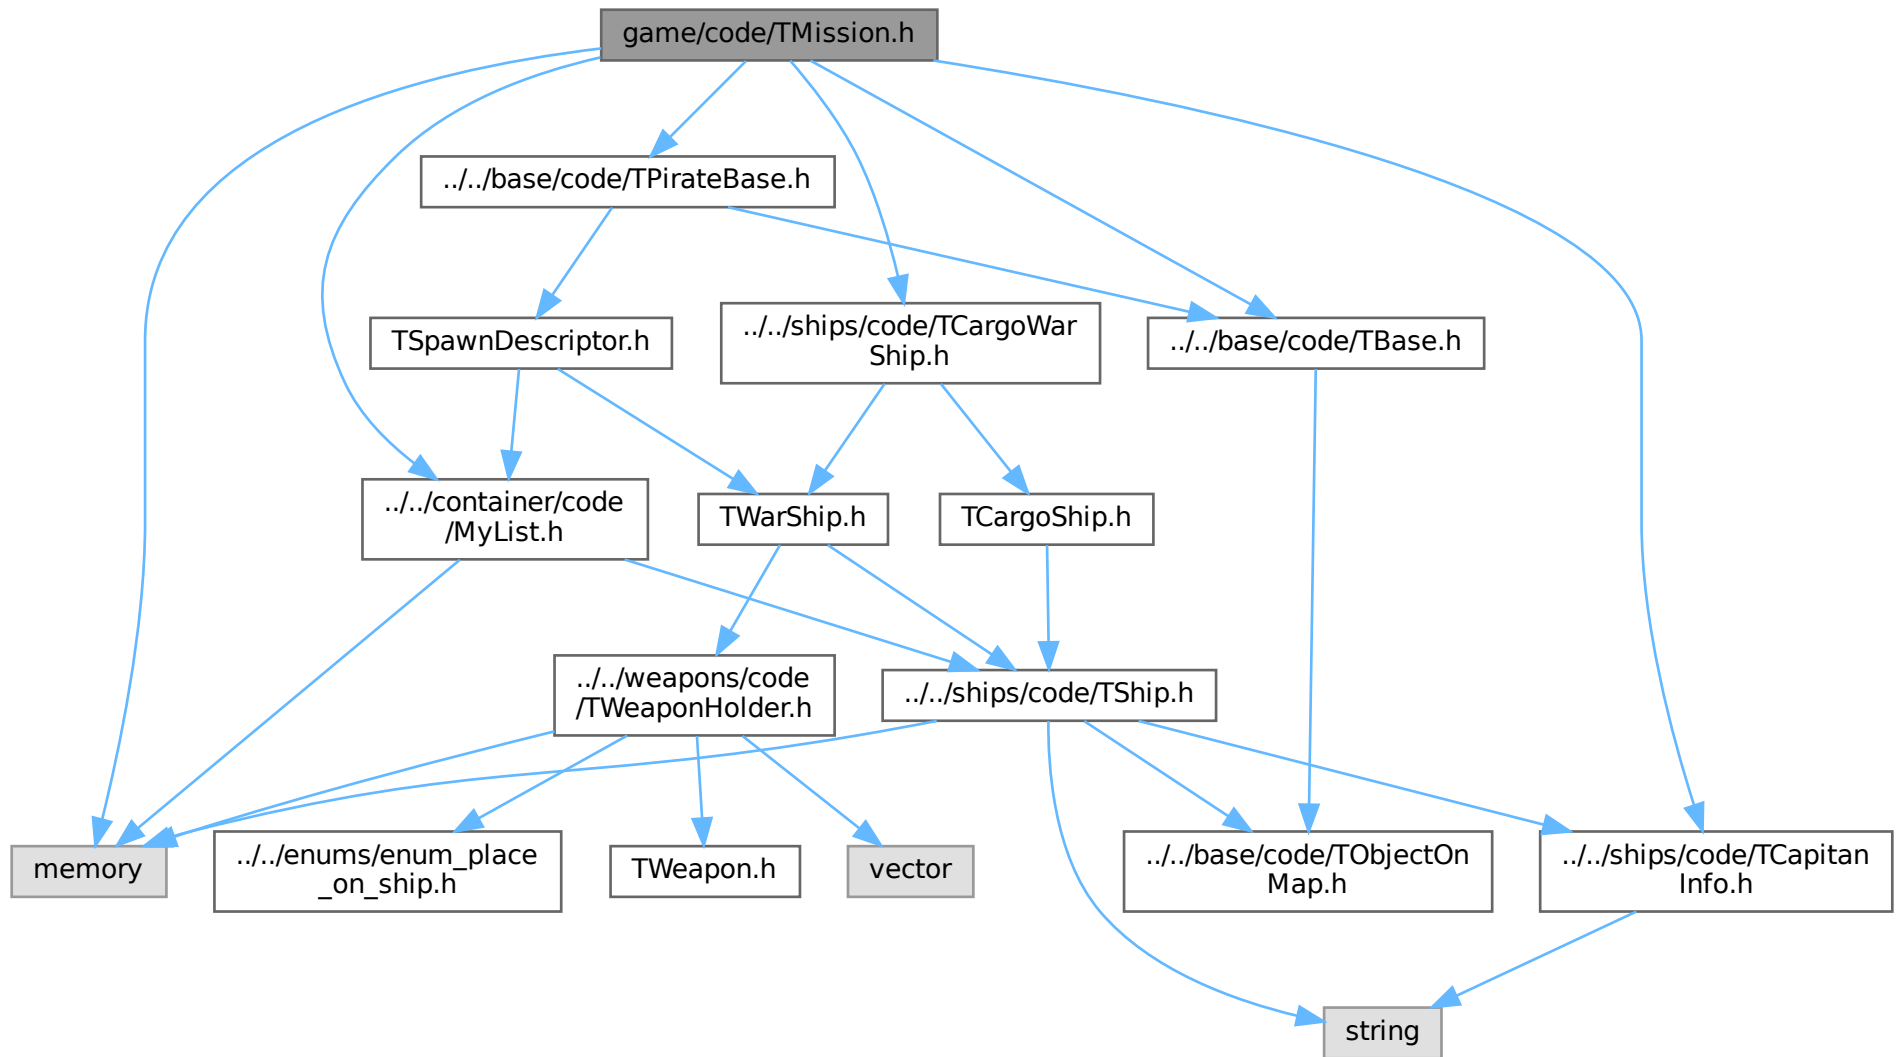 game/code/TMission.h
../../base/code/TPirateBase.h
TSpawnDescriptor.h
../../ships/code/TCargoWar
Ship.h
../../base/code/TBase.h
../../container/code
/MyList.h
TWarShip.h
TCargoShip.h
../../weapons/code
/TWeaponHolder.h
../../ships/code/TShip.h
memory
../../enums/enum_place
_on_ship.h
TWeapon.h
vector
../../base/code/TObjectOn
Map.h
../../ships/code/TCapitan
Info.h
string